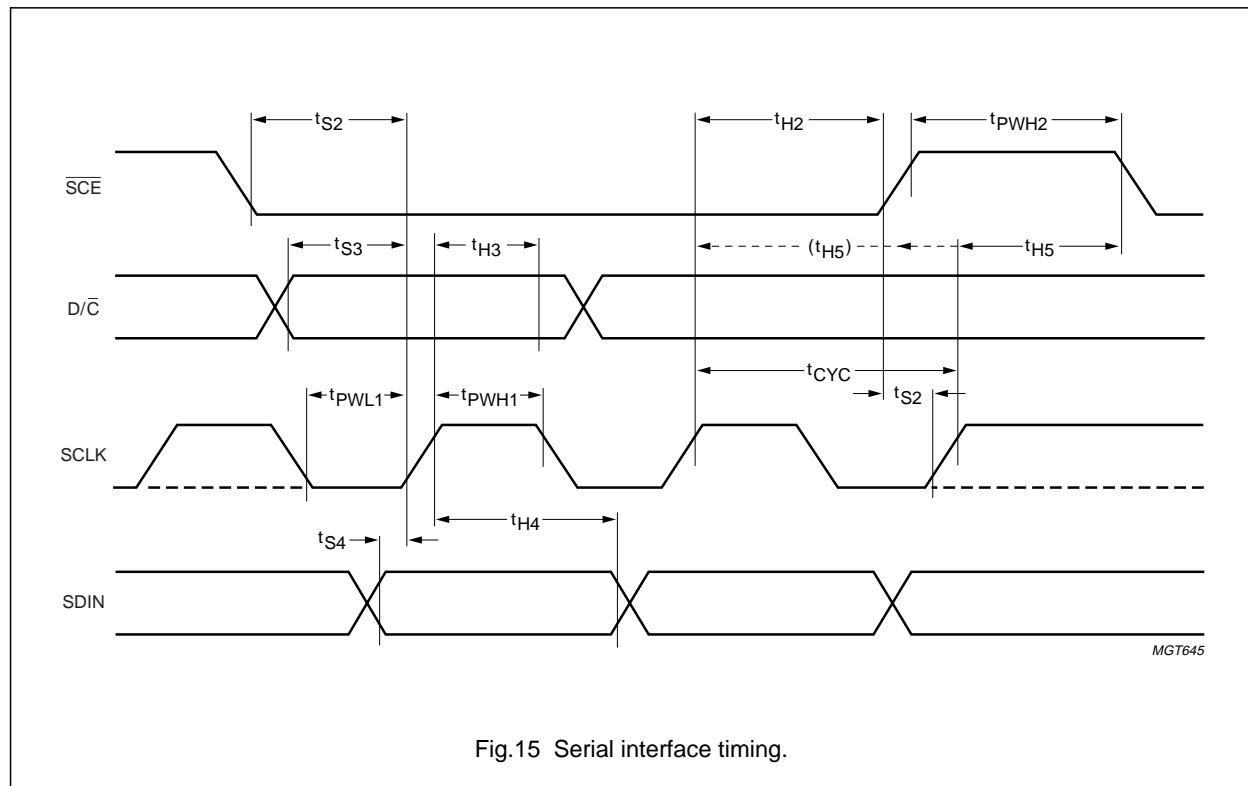 tS2 tH2 tPWH2
SCE
tS3 tH3 (tH5) tH5
D/C
tCYC
tPWL1 tPWH1 tS2
SCLK
tH4
tS4
SDIN
MGT645
Fig.15 Serial interface timing.